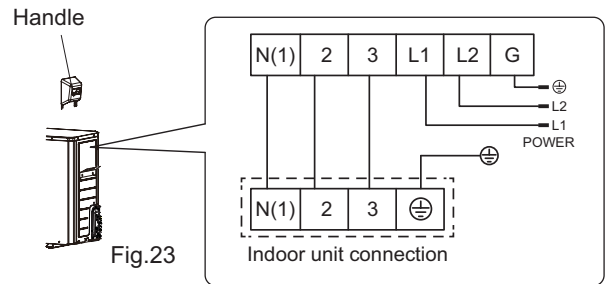 Handle
N(1) 2 3 L1 L2 G
L2
L1
POWER
N(1) 2 3
Indoor unit connection
Fig.23